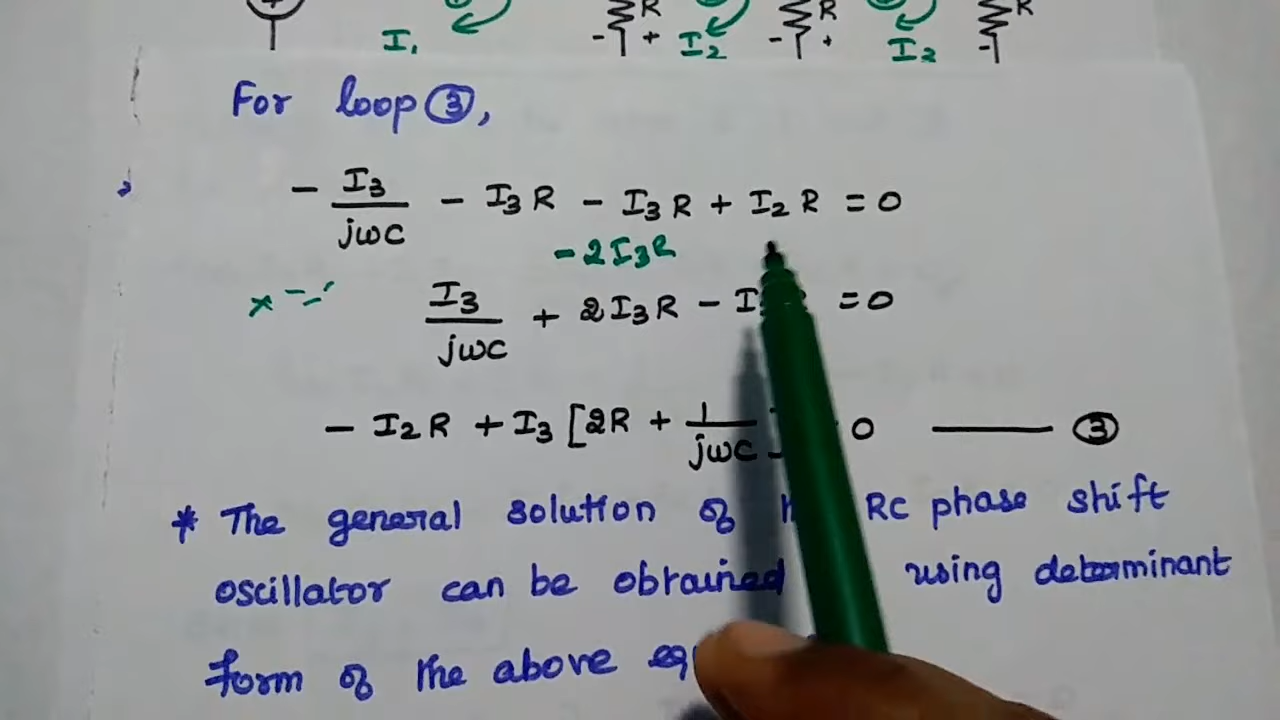 R R R
I₁ - + I₂ - + I₂ -
For loop ③,
- I₃/jωc - I₃R - I₃R + I₂R = 0
-2I₃R
I₃/jωc + 2I₃R - I = 0
- I₂R + I₃ [2R + 1/jωc ] 0 ——— ③
* The general solution of RC phase shift
oscillator can be obtained using determinant
form of the above